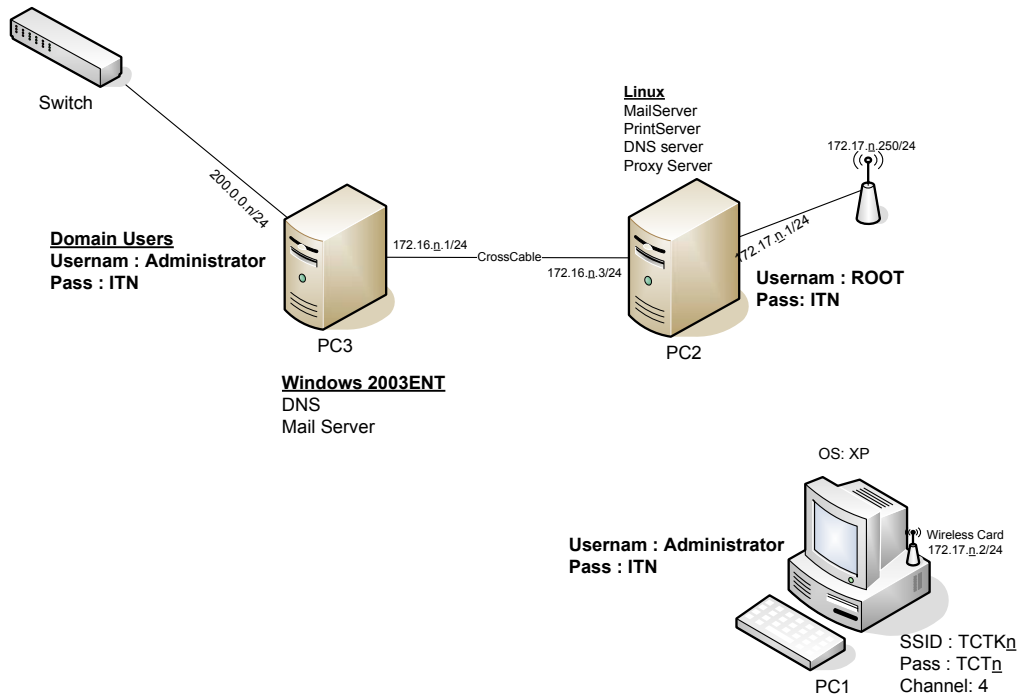 Switch
200.0.0.n/24
Domain Users
Usernam : Administrator
Pass : ITN
172.16.n.1/24
CrossCable
172.16.n.3/24
PC3
Windows 2003ENT
DNS
Mail Server
Linux
MailServer
PrintServer
DNS server
Proxy Server
172.17.n.250/24
172.17.n.1/24
Usernam : ROOT
Pass: ITN
PC2
OS: XP
Usernam : Administrator
Pass : ITN
Wireless Card
172.17.n.2/24
SSID : TCTKn
Pass : TCTn
Channel: 4
PC1